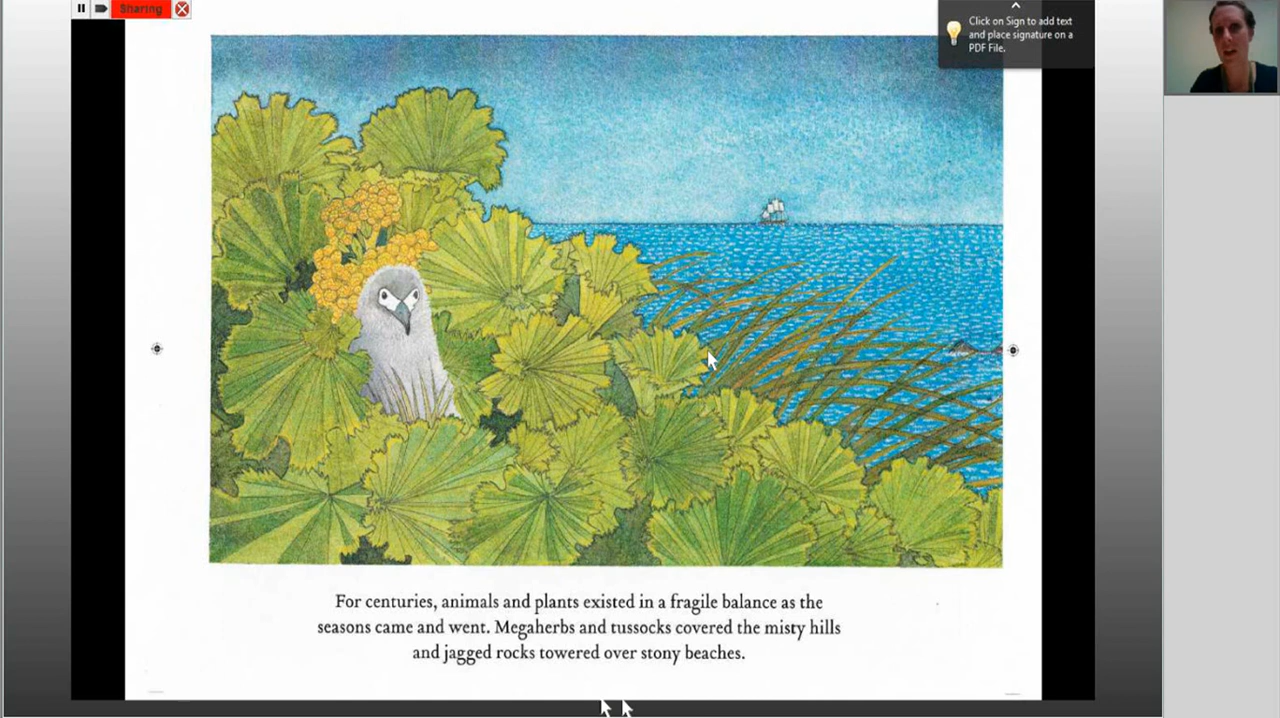 Sharing
Click on Sign to add text
and place signature on a
PDF File.
For centuries, animals and plants existed in a fragile balance as the
seasons came and went. Megaherbs and tussocks covered the misty hills
and jagged rocks towered over stony beaches.